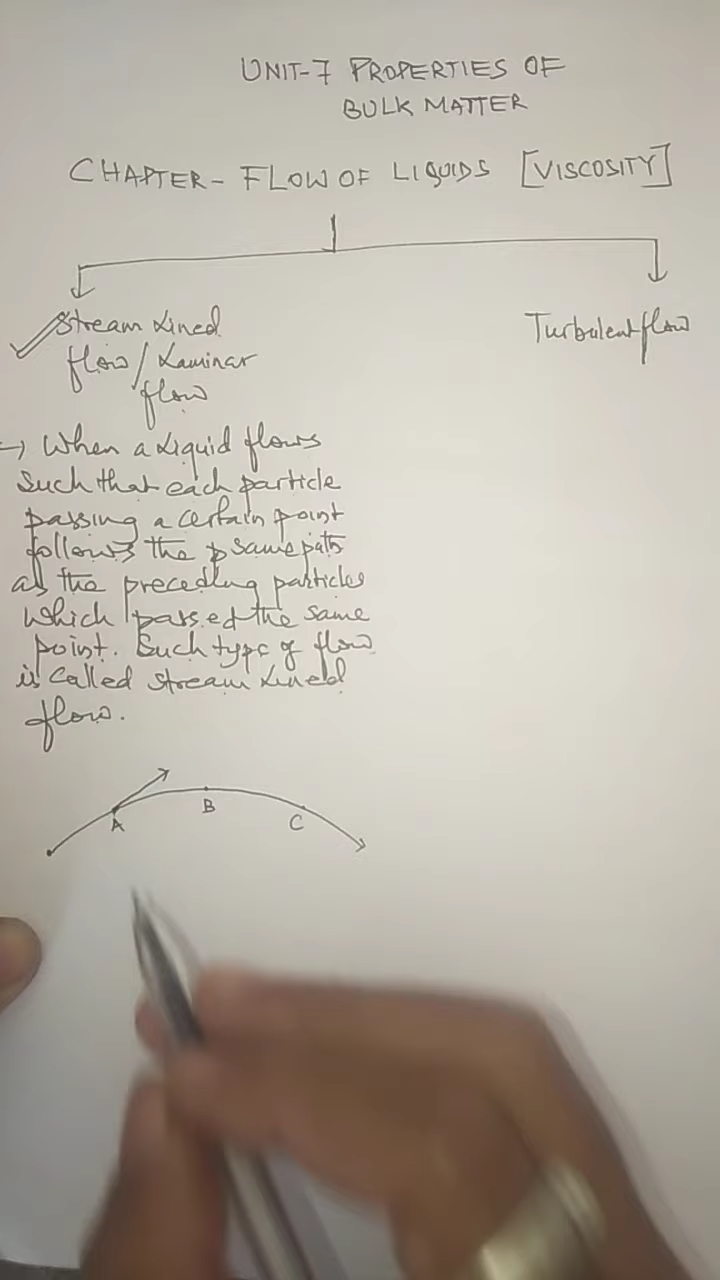 UNIT-7 PROPERTIES OF
BULK MATTER
CHAPTER- FLOW OF LIQUIDS [VISCOSITY]
Stream Lined
flow/Laminar
flow
Turbulent flow
→ When a Liquid flows
Such that each particle
passing a certain point
follows the same path
as the preceding particles
which passed the same
point. Such type of flow
is Called stream Lined
flow.
A
B
C